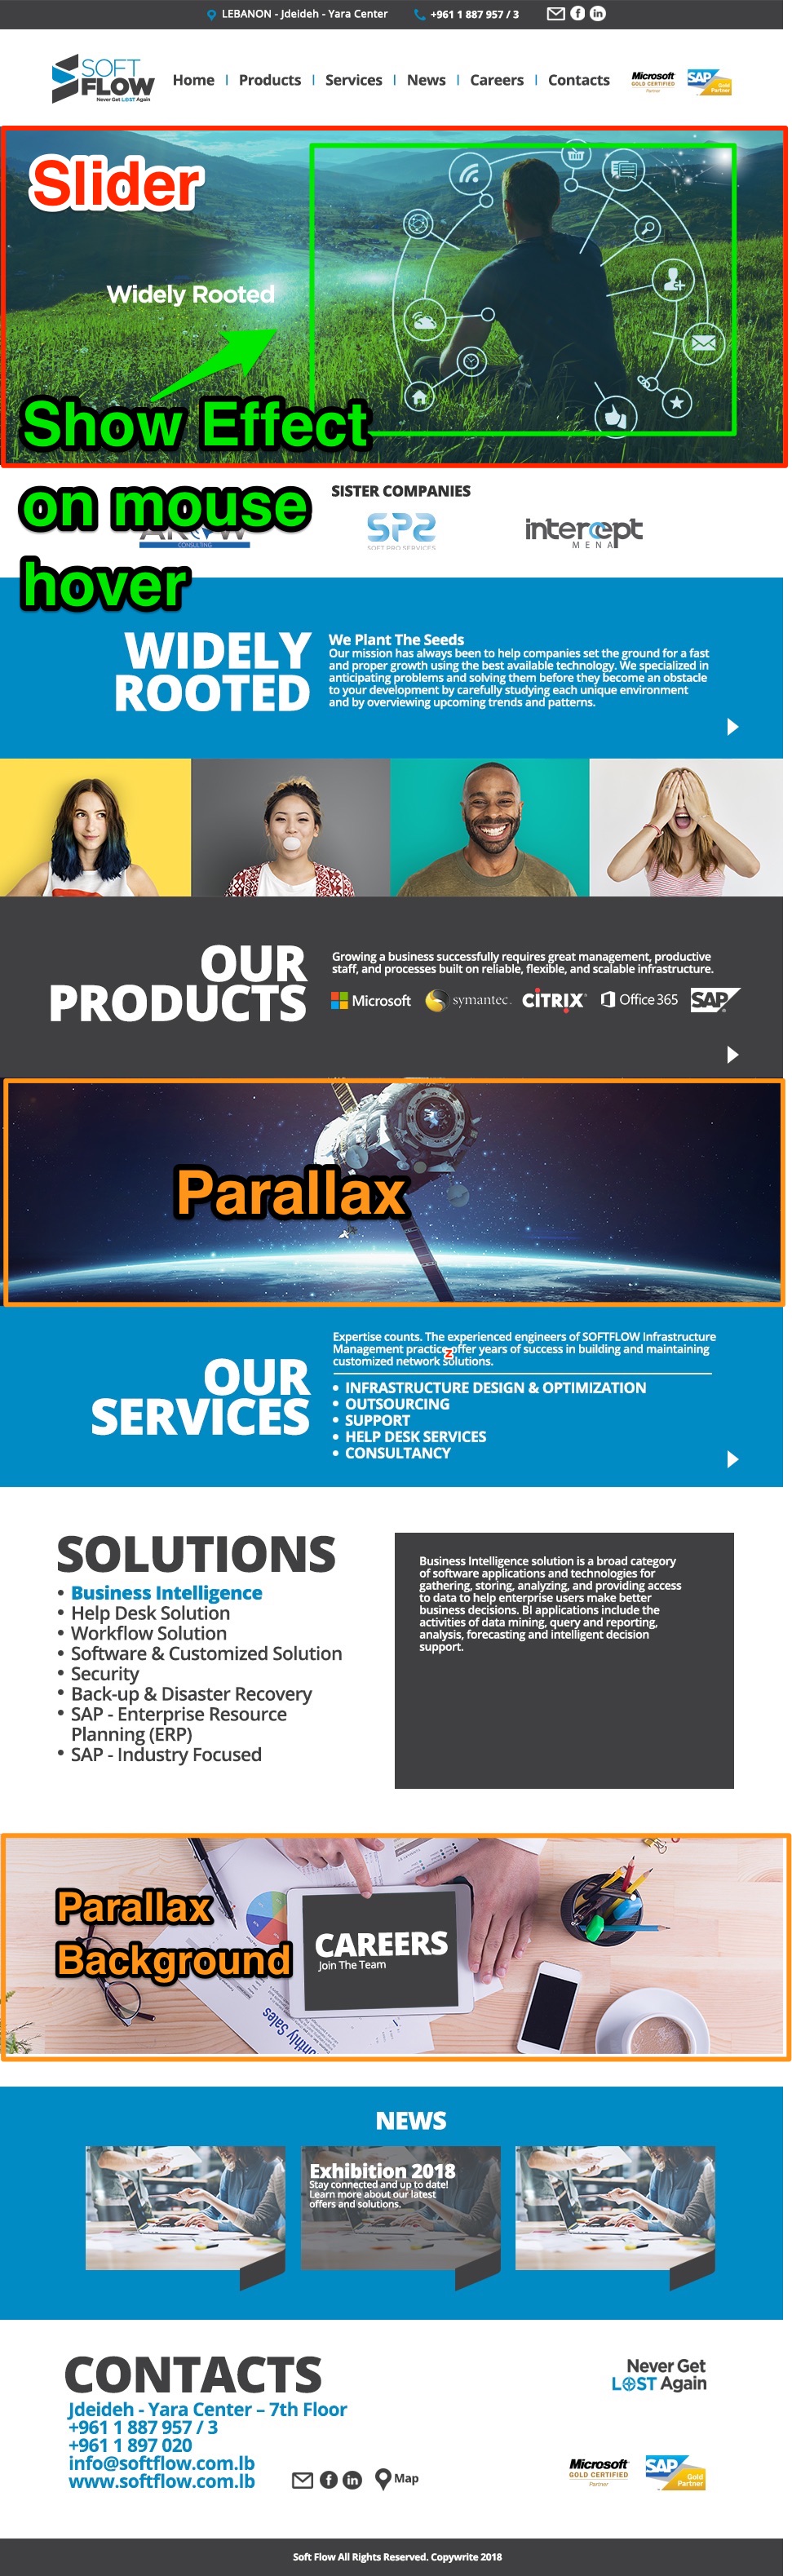 LEBANON - Jdeideh - Yara Center
+961 1 887 957 / 3
SOFT
FLOW
Never Get LOST Again
Home
Products
Services
News
Careers
Contacts
Microsoft
GOLD CERTIFIED
Partner
SAP
Gold
Partner
Slider
Widely Rooted
Show Effect
on mouse
hover
SISTER COMPANIES
CONSULTING
SPS
SOFT PRO SERVICES
intercept
MENA
WIDELY
ROOTED
We Plant The Seeds
Our mission has always been to help companies set the ground for a fast
and proper growth using the best available technology. We specialized in
anticipating problems and solving them before they become an obstacle
to your development by carefully studying each unique environment
and by overviewing upcoming trends and patterns.
OUR
PRODUCTS
Growing a business successfully requires great management, productive
staff, and processes built on reliable, flexible, and scalable infrastructure.
Microsoft
symantec.
CITRIX
Office 365
SAP
Parallax
OUR
SERVICES
Expertise counts. The experienced engineers of SOFTFLOW Infrastructure
Management practice offer years of success in building and maintaining
z
customized network solutions.
• INFRASTRUCTURE DESIGN & OPTIMIZATION
• OUTSOURCING
• SUPPORT
• HELP DESK SERVICES
• CONSULTANCY
SOLUTIONS
• Business Intelligence
• Help Desk Solution
• Workflow Solution
• Software & Customized Solution
• Security
• Back-up & Disaster Recovery
• SAP - Enterprise Resource
Planning (ERP)
• SAP - Industry Focused
Business Intelligence solution is a broad category
of software applications and technologies for
gathering, storing, analyzing, and providing access
to data to help enterprise users make better
business decisions. BI applications include the
activities of data mining, query and reporting,
analysis, forecasting and intelligent decision
support.
Parallax
Background
CAREERS
Join The Team
nthly Sales
NEWS
Exhibition 2018
Stay connected and up to date!
Learn more about our latest
offers and solutions.
CONTACTS
Jdeideh - Yara Center – 7th Floor
+961 1 887 957 / 3
+961 1 897 020
info@softflow.com.lb
www.softflow.com.lb
Map
Never Get
LOST Again
Microsoft
GOLD CERTIFIED
Partner
SAP
Gold
Partner
Soft Flow All Rights Reserved. Copywrite 2018